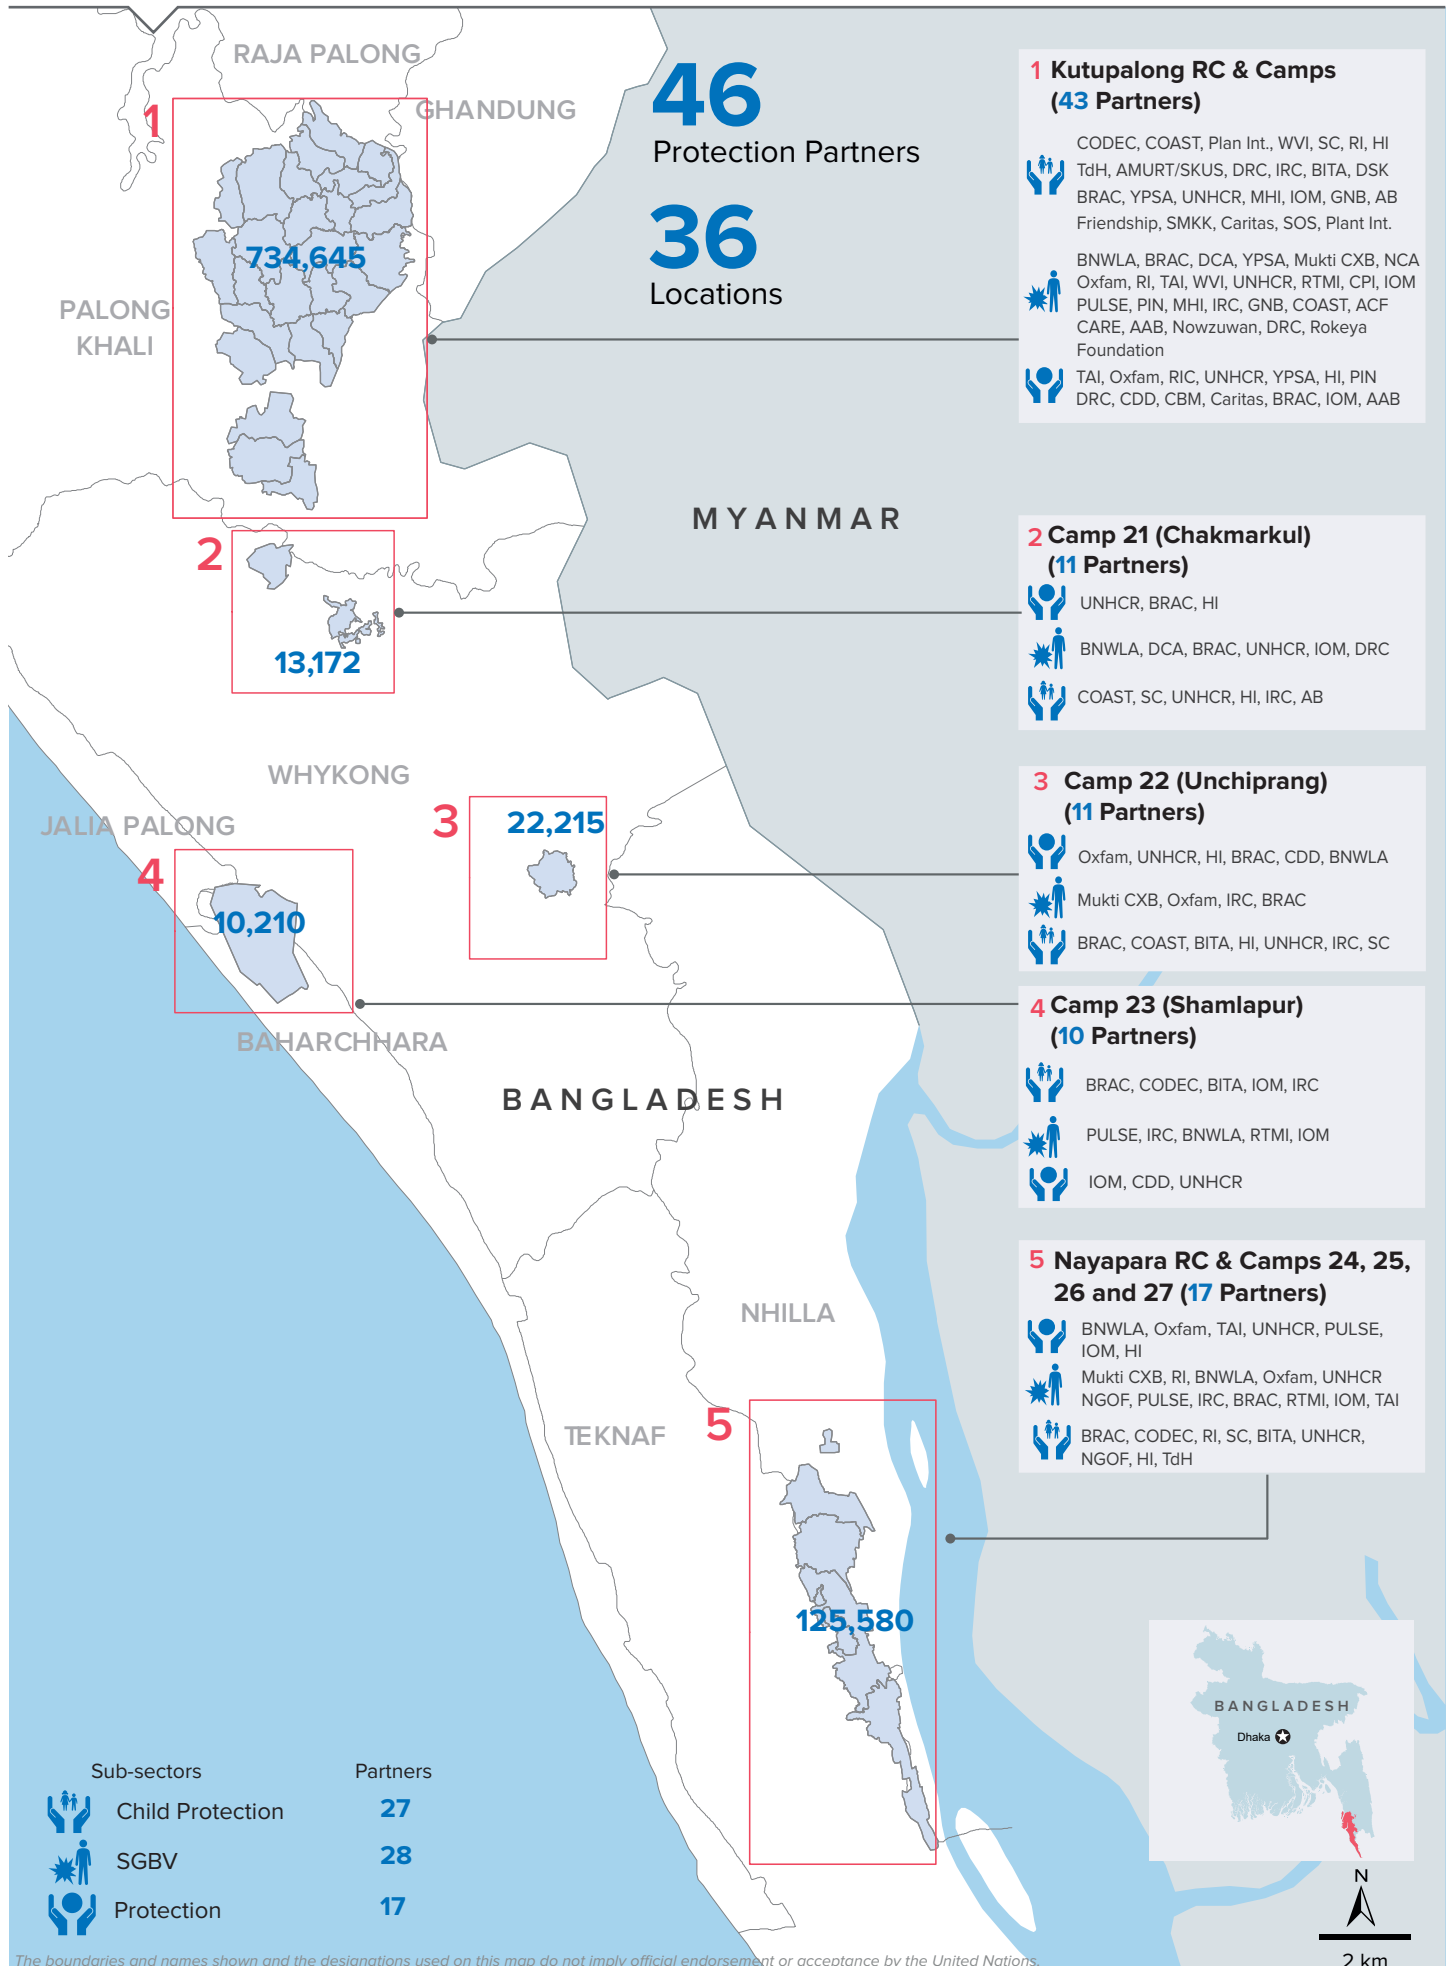 RAJA PALONG
GHANDUNG
1
734,645
PALONG
KHALI
46
Protection Partners
36
Locations
1 Kutupalong RC & Camps
(43 Partners)
CODEC, COAST, Plan Int., WVI, SC, RI, HI
TdH, AMURT/SKUS, DRC, IRC, BITA, DSK
BRAC, YPSA, UNHCR, MHI, IOM, GNB, AB
Friendship, SMKK, Caritas, SOS, Plant Int.
BNWLA, BRAC, DCA, YPSA, Mukti CXB, NCA
Oxfam, RI, TAI, WVI, UNHCR, RTMI, CPI, IOM
PULSE, PIN, MHI, IRC, GNB, COAST, ACF
CARE, AAB, Nowzuwan, DRC, Rokeya
Foundation
TAI, Oxfam, RIC, UNHCR, YPSA, HI, PIN
DRC, CDD, CBM, Caritas, BRAC, IOM, AAB
MYANMAR
2
13,172
2 Camp 21 (Chakmarkul)
(11 Partners)
UNHCR, BRAC, HI
BNWLA, DCA, BRAC, UNHCR, IOM, DRC
COAST, SC, UNHCR, HI, IRC, AB
WHYKONG
JALIA PALONG
3
22,215
3 Camp 22 (Unchiprang)
(11 Partners)
Oxfam, UNHCR, HI, BRAC, CDD, BNWLA
Mukti CXB, Oxfam, IRC, BRAC
BRAC, COAST, BITA, HI, UNHCR, IRC, SC
4
10,210
BAHARCHHARA
4 Camp 23 (Shamlapur)
(10 Partners)
BRAC, CODEC, BITA, IOM, IRC
PULSE, IRC, BNWLA, RTMI, IOM
IOM, CDD, UNHCR
BANGLADESH
5 Nayapara RC & Camps 24, 25,
26 and 27 (17 Partners)
BNWLA, Oxfam, TAI, UNHCR, PULSE,
IOM, HI
Mukti CXB, RI, BNWLA, Oxfam, UNHCR
NGOF, PULSE, IRC, BRAC, RTMI, IOM, TAI
BRAC, CODEC, RI, SC, BITA, UNHCR,
NGOF, HI, TdH
NHILLA
TEKNAF
5
125,580
BANGLADESH
Dhaka
Sub-sectors Partners
Child Protection 27
SGBV 28
Protection 17
N
2 km
The boundaries and names shown and the designations used on this map do not imply official endorsement or acceptance by the United Nations.